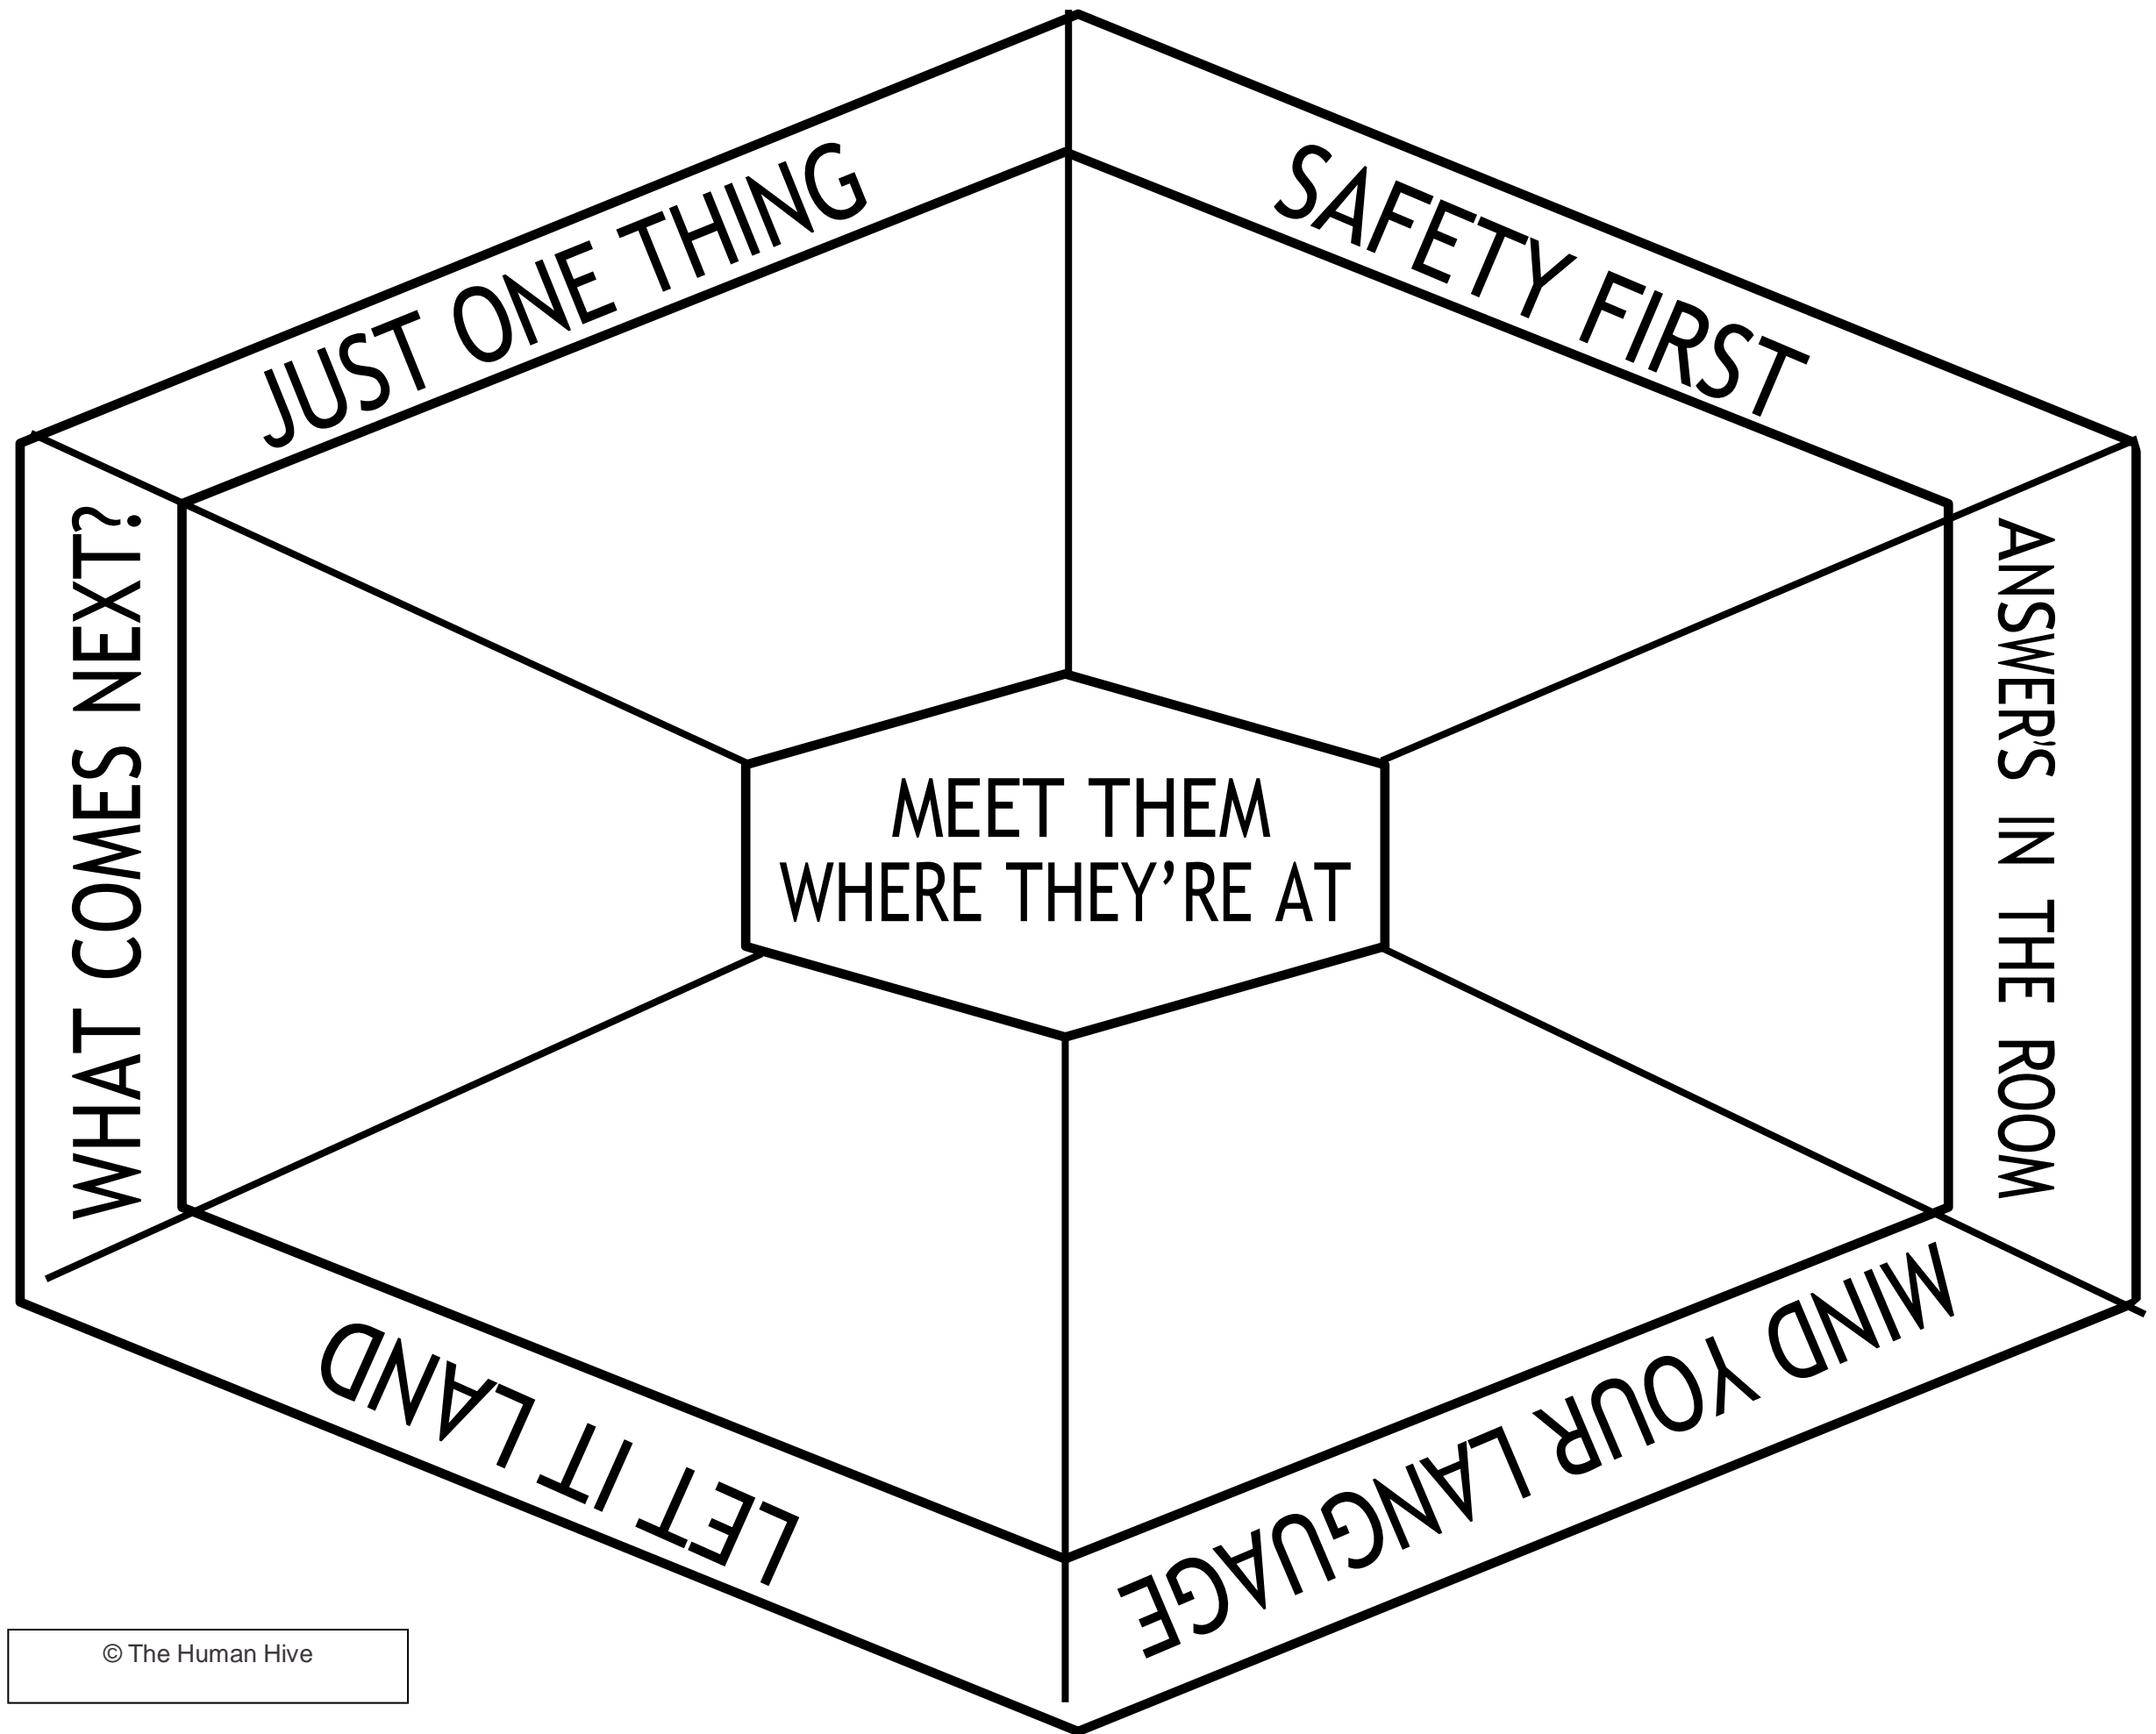 JUST ONE THING
SAFETY FIRST
ANSWER'S IN THE ROOM
MIND YOUR LANGUAGE
LET IT LAND
WHAT COMES NEXT?
MEET THEM
WHERE THEY'RE AT
© The Human Hive